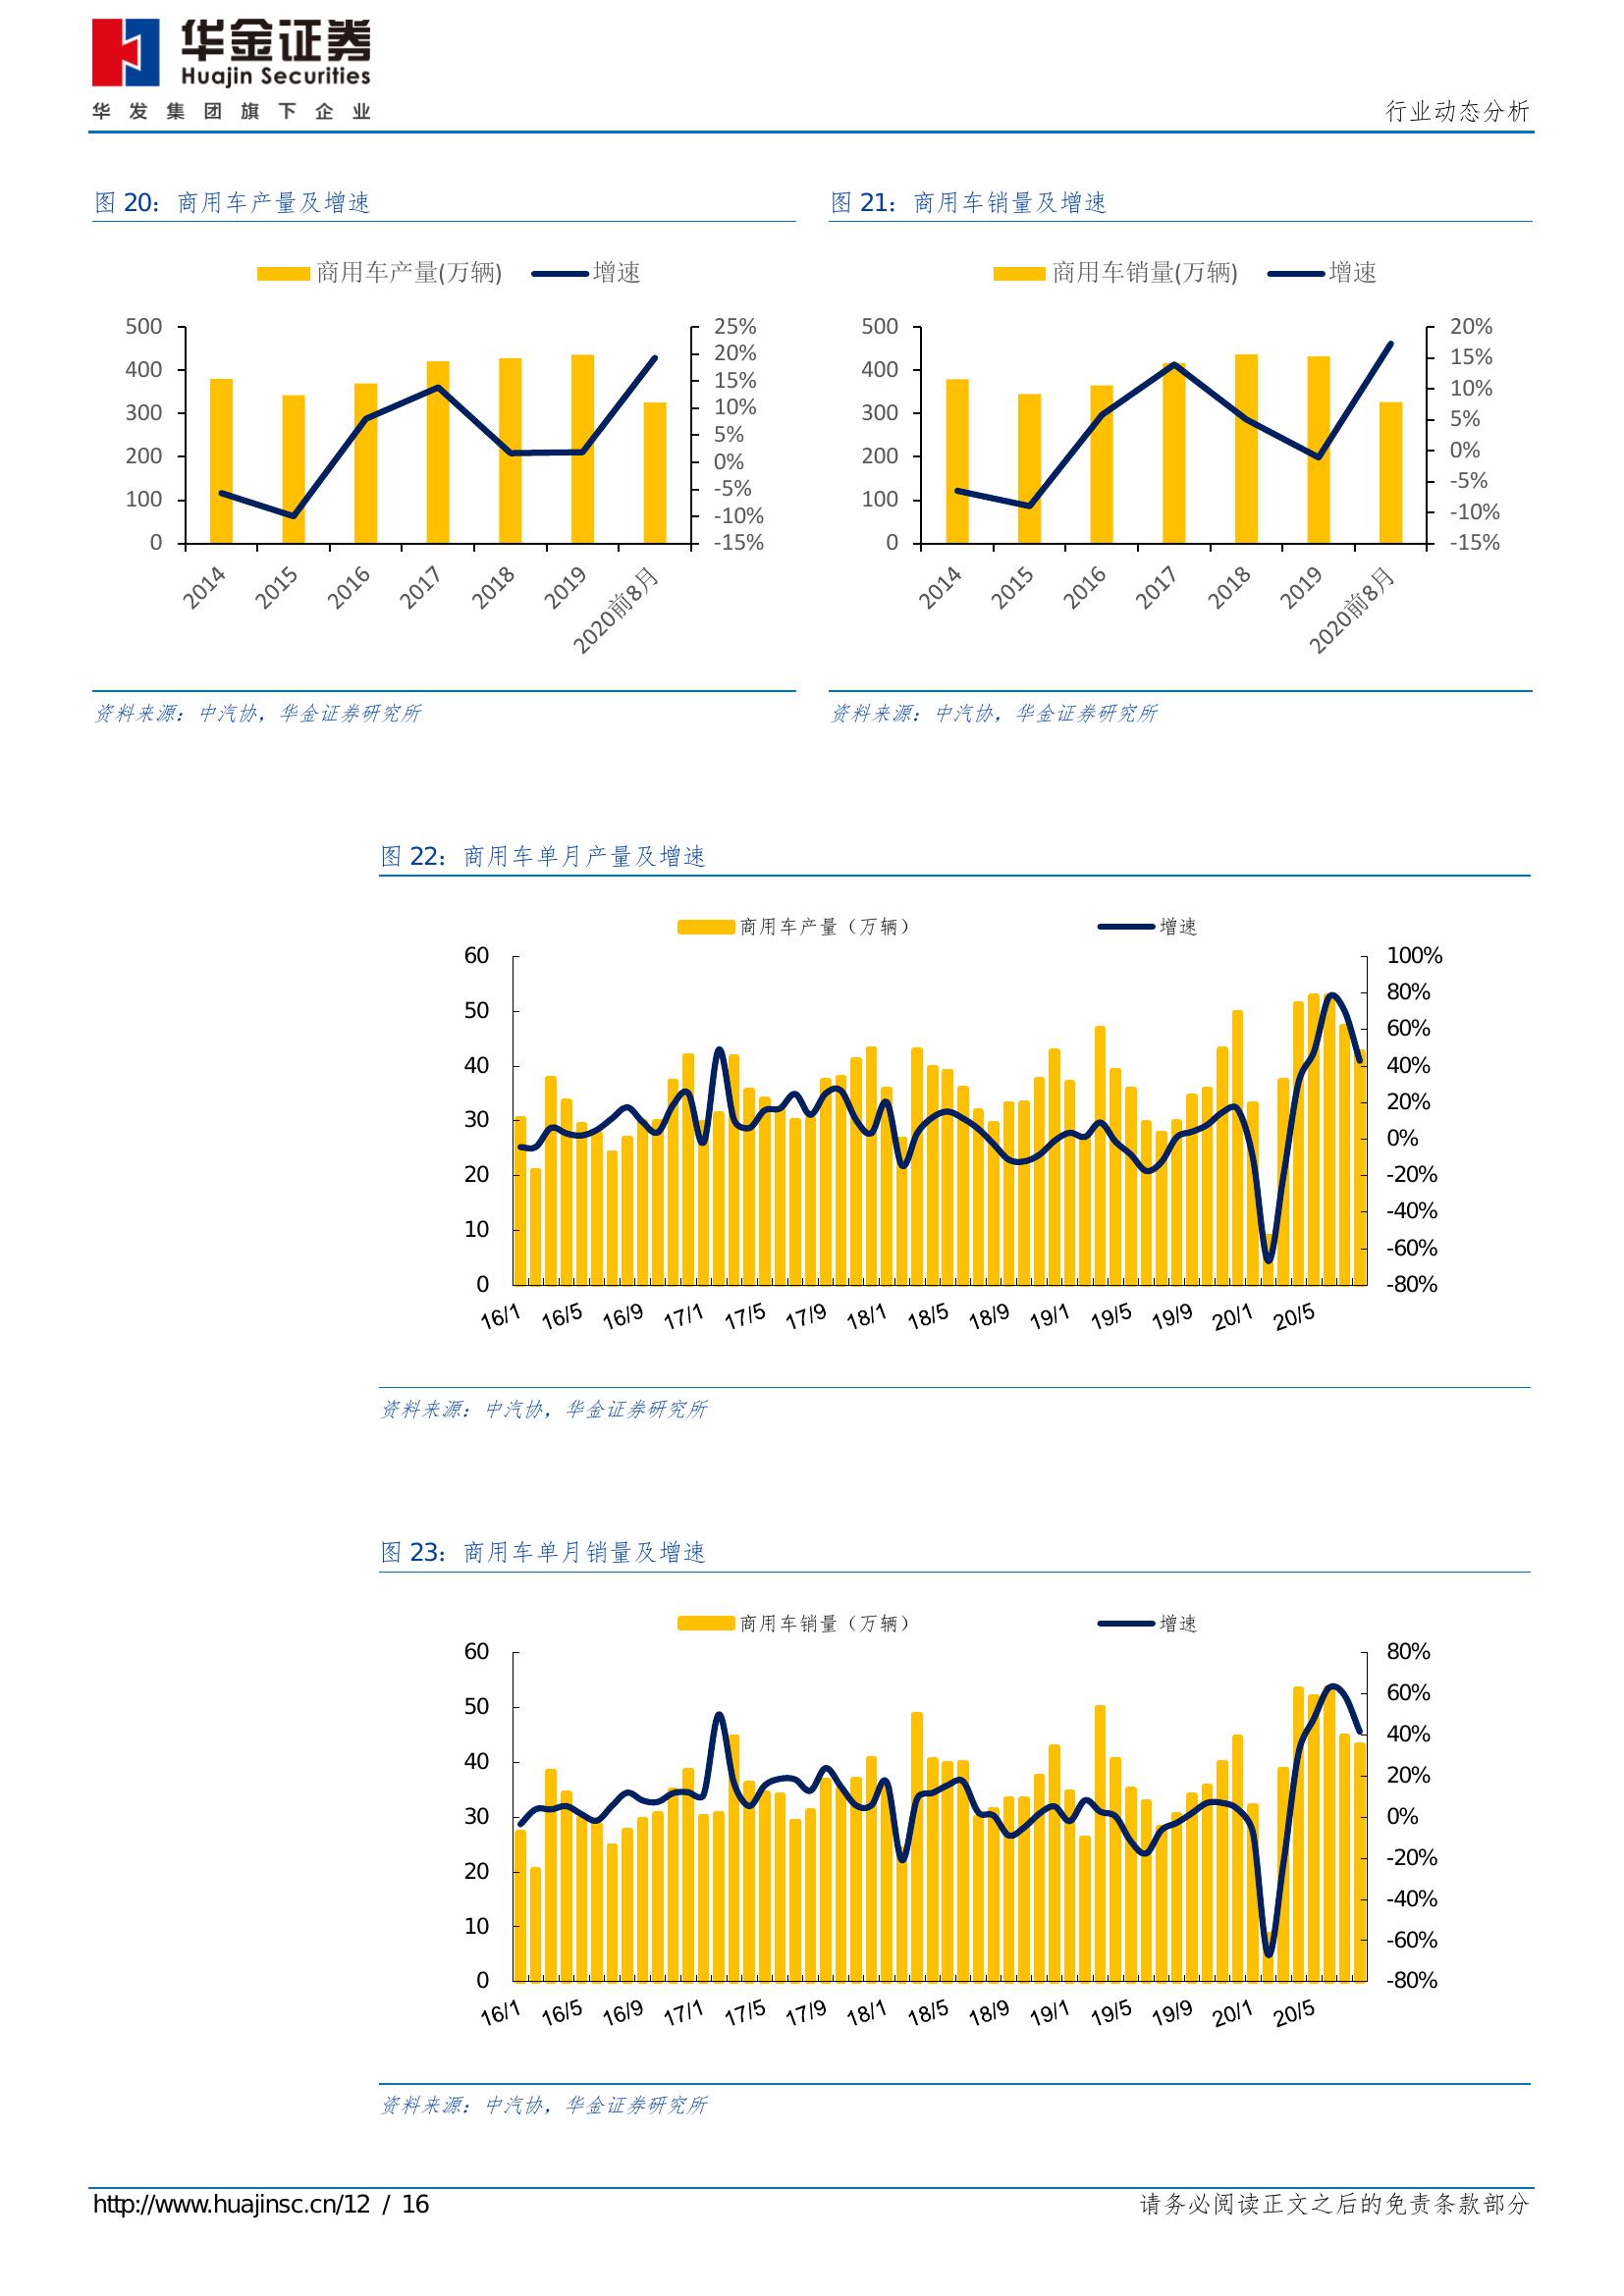 华金证券
Huajin Securities
华发集团旗下企业
行业动态分析
图 20：商用车产量及增速
图 21：商用车销量及增速
商用车产量(万辆) 增速
500
400
300
200
100
0
25%
20%
15%
10%
5%
0%
-5%
-10%
-15%
2014 2015 2016 2017 2018 2019 2020前8月
商用车销量(万辆) 增速
500
400
300
200
100
0
20%
15%
10%
5%
0%
-5%
-10%
-15%
2014 2015 2016 2017 2018 2019 2020前8月
资料来源：中汽协，华金证券研究所
资料来源：中汽协，华金证券研究所
图 22：商用车单月产量及增速
商用车产量（万辆） 增速
60
50
40
30
20
10
0
100%
80%
60%
40%
20%
0%
-20%
-40%
-60%
-80%
16/1 16/5 16/9 17/1 17/5 17/9 18/1 18/5 18/9 19/1 19/5 19/9 20/1 20/5
资料来源：中汽协，华金证券研究所
图 23：商用车单月销量及增速
商用车销量（万辆） 增速
60
50
40
30
20
10
0
80%
60%
40%
20%
0%
-20%
-40%
-60%
-80%
16/1 16/5 16/9 17/1 17/5 17/9 18/1 18/5 18/9 19/1 19/5 19/9 20/1 20/5
资料来源：中汽协，华金证券研究所
http://www.huajinsc.cn/12 / 16
请务必阅读正文之后的免责条款部分